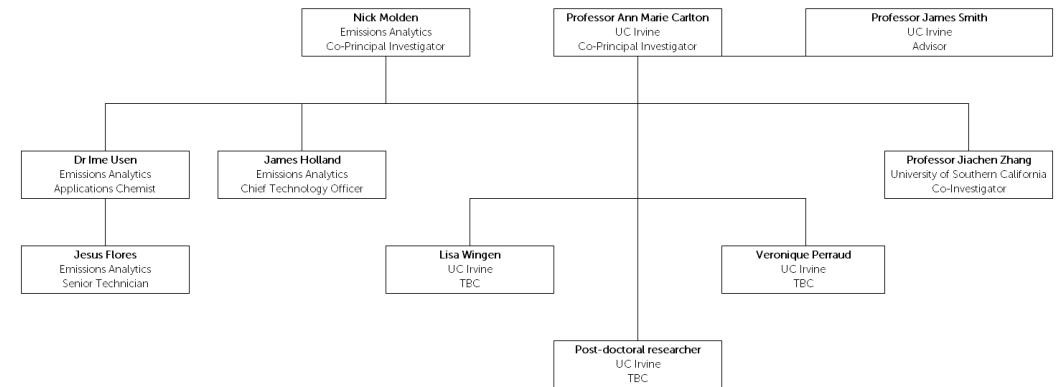 Nick Molden
Emissions Analytics
Co-Principal Investigator
Professor Ann Marie Carlton
UC Irvine
Co-Principal Investigator
Professor James Smith
UC Irvine
Advisor
Dr Ime Usen
Emissions Analytics
Applications Chemist
James Holland
Emissions Analytics
Chief Technology Officer
Professor Jiachen Zhang
University of Southern California
Co-Investigator
Jesus Flores
Emissions Analytics
Senior Technician
Lisa Wingen
UC Irvine
TBC
Veronique Perraud
UC Irvine
TBC
Post-doctoral researcher
UC Irvine
TBC